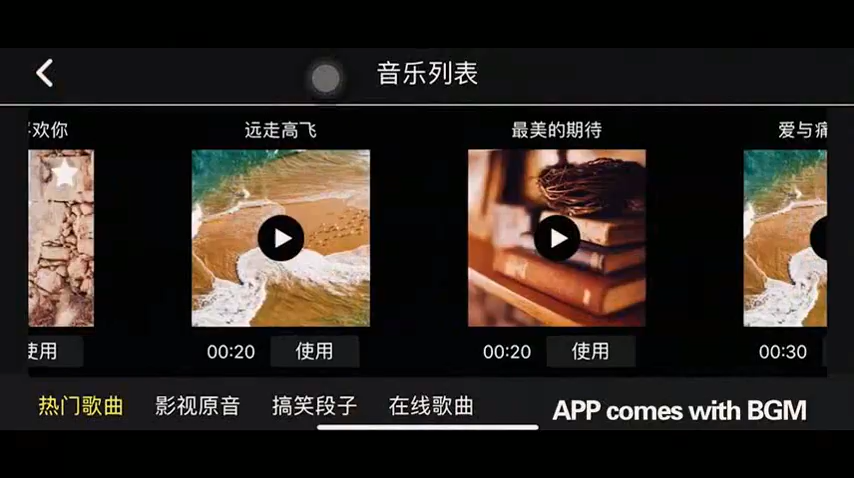 音乐列表
欢你
远走高飞
最美的期待
爱与痛
使用
00:20
使用
00:20
使用
00:30
热门歌曲
影视原音
搞笑段子
在线歌曲
APP comes with BGM